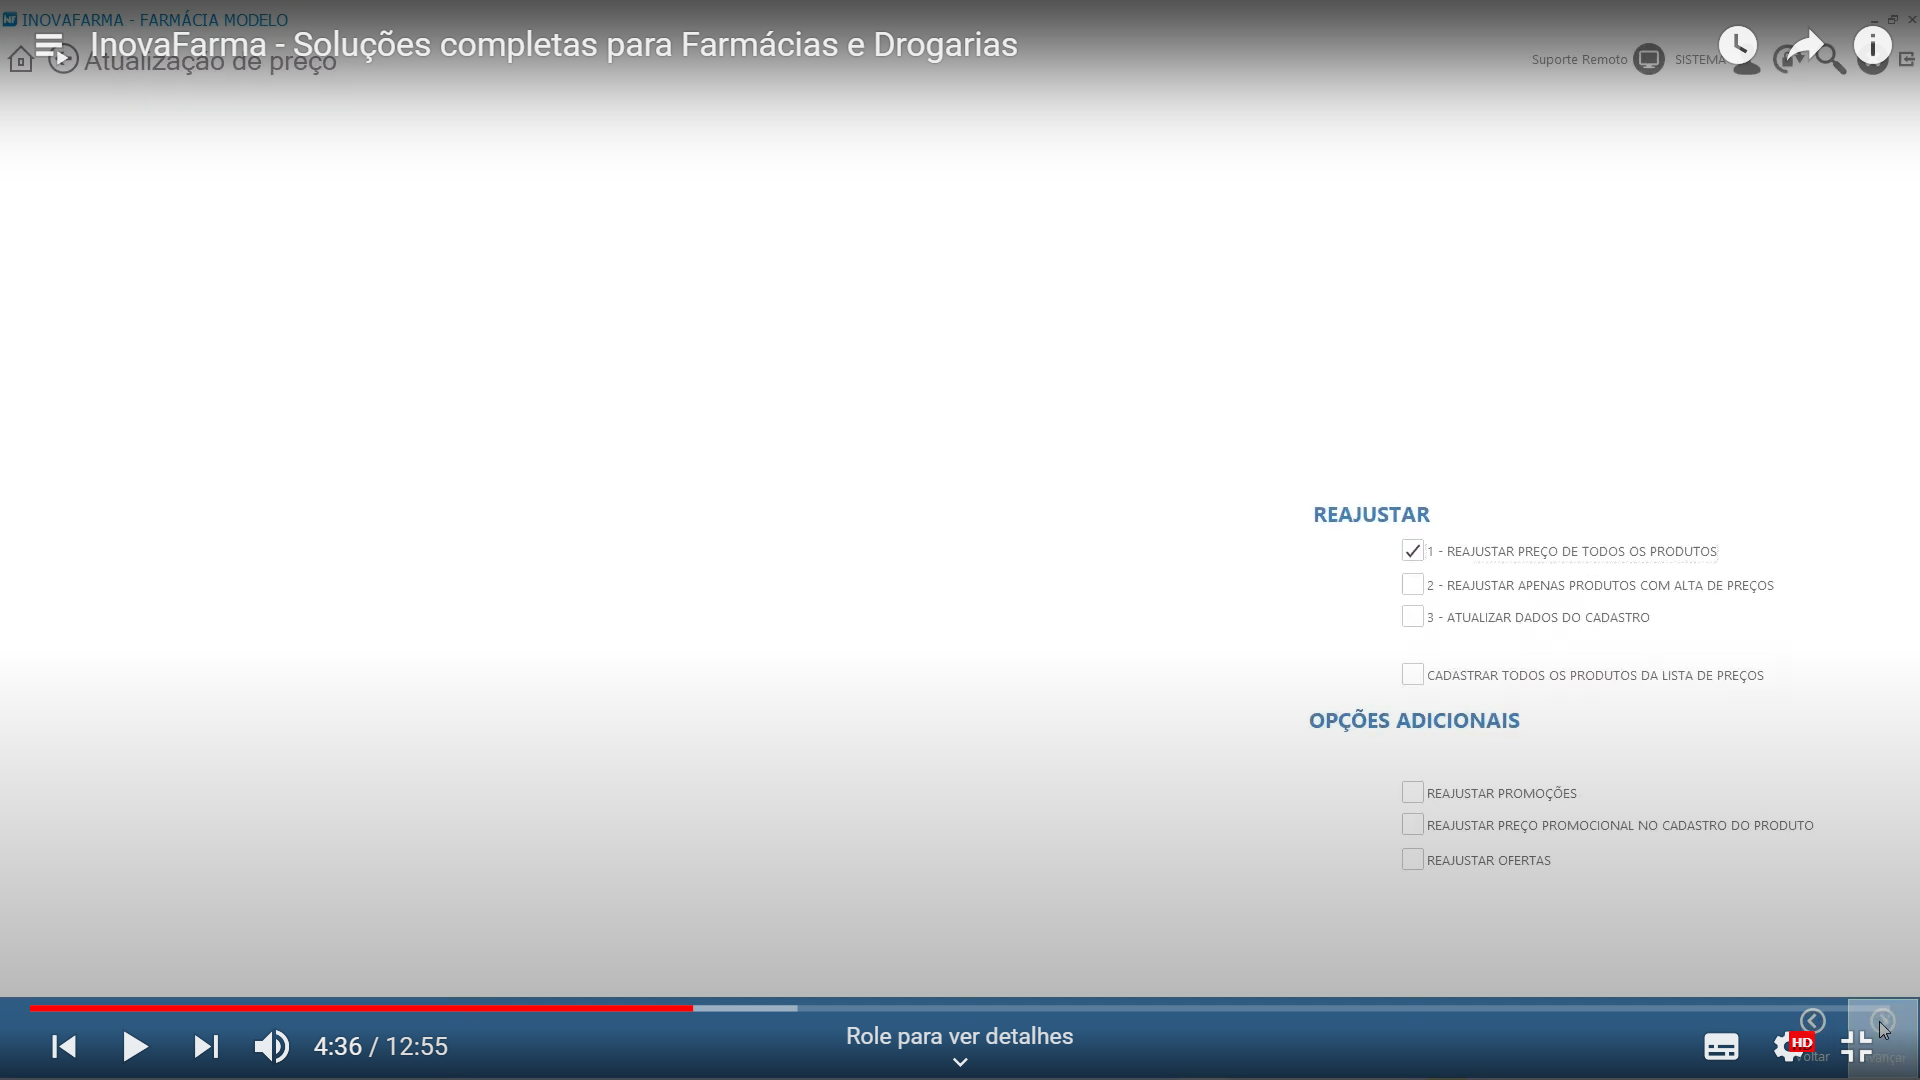 INOVAFARMA - FARMÁCIA MODELO
InovaFarma - Soluções completas para Farmácias e Drogarias
Atualização de preço
Suporte Remoto
SISTEMA
REAJUSTAR
1 - REAJUSTAR PREÇO DE TODOS OS PRODUTOS
2 - REAJUSTAR APENAS PRODUTOS COM ALTA DE PREÇOS
3 - ATUALIZAR DADOS DO CADASTRO
CADASTRAR TODOS OS PRODUTOS DA LISTA DE PREÇOS
OPÇÕES ADICIONAIS
REAJUSTAR PROMOÇÕES
REAJUSTAR PREÇO PROMOCIONAL NO CADASTRO DO PRODUTO
REAJUSTAR OFERTAS
4:36 / 12:55
Role para ver detalhes
HD